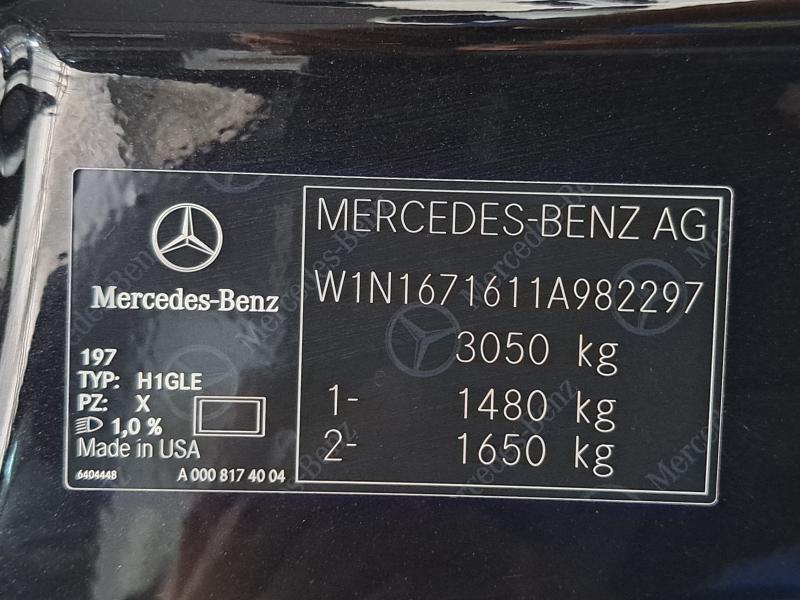 Mercedes-Benz
197
TYP: H1GLE
PZ: X
1,0 %
Made in USA
6404448
A 000 817 40 04
MERCEDES-BENZ AG
W1N1671611A982297
3050 kg
1- 1480 kg
2- 1650 kg